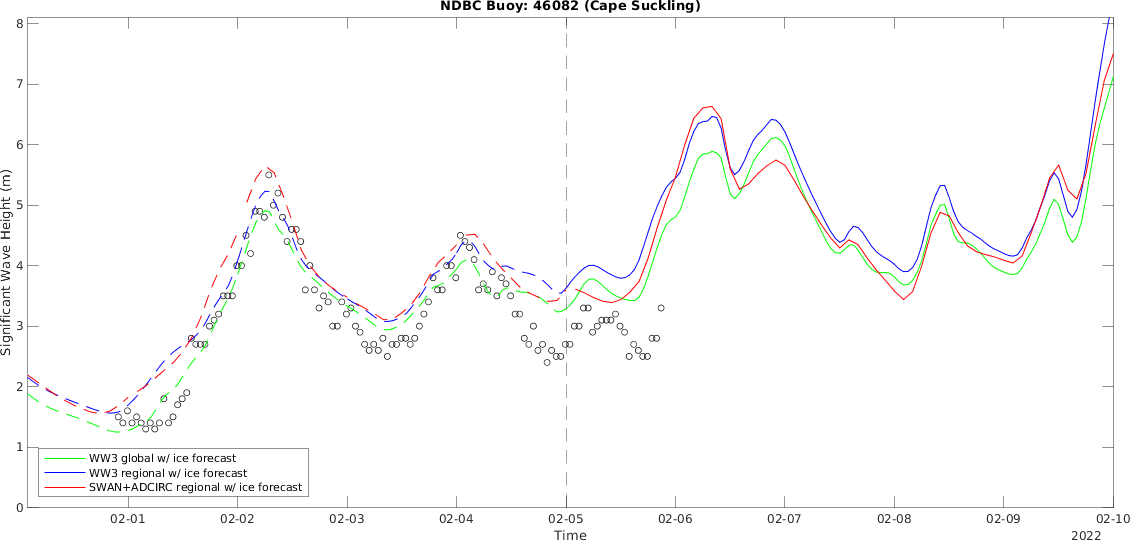 NDBC Buoy: 46082 (Cape Suckling)
8
7
6
5
4
3
2
1
0
Significant Wave Height (m)
WW3 global w/ ice forecast
WW3 regional w/ ice forecast
SWAN+ADCIRC regional w/ ice forecast
02-01 02-02 02-03 02-04 02-05 02-06 02-07 02-08 02-09 02-10
Time
2022